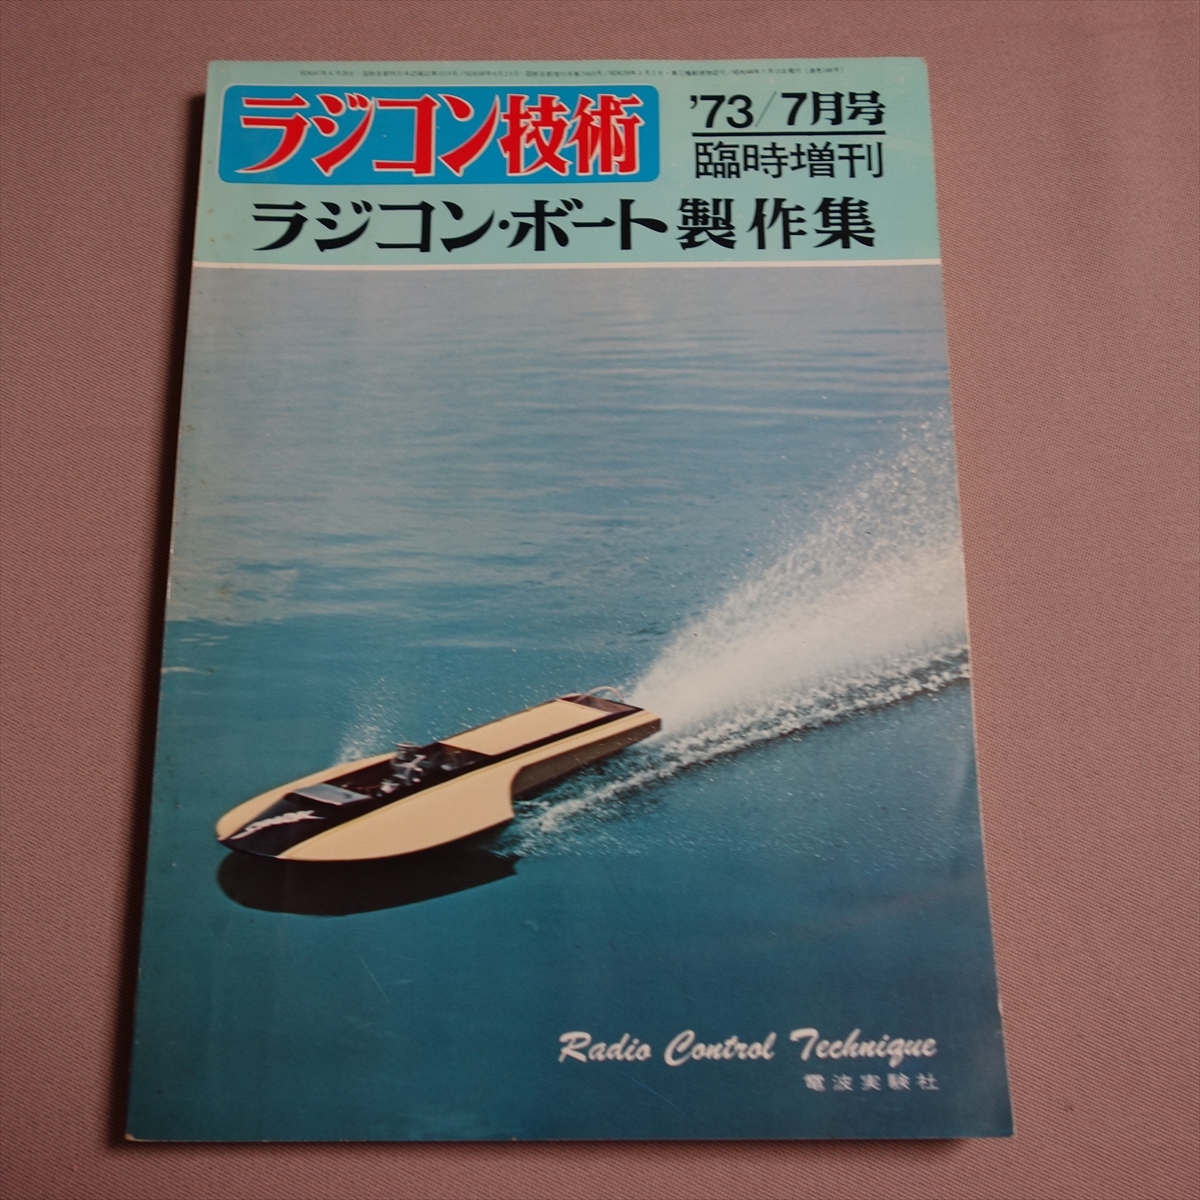 ラジコン技術
'73/7月号
臨時増刊
ラジコン・ボート製作集
Radio Control Technique
電波実験社